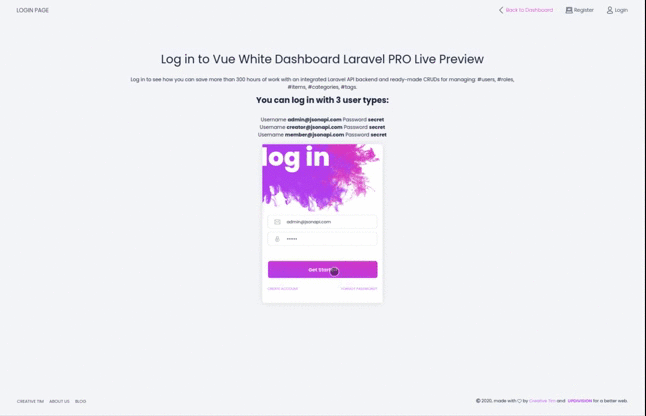 LOGIN PAGE
Back to Dashboard
Register
Login
Log in to Vue White Dashboard Laravel PRO Live Preview
Log in to see how you can save more than 300 hours of work with an integrated Laravel API backend and ready-made CRUDs for managing: #users, #roles,
#items, #categories, #tags.
You can log in with 3 user types:
Username admin@jsonapi.com Password secret
Username creator@jsonapi.com Password secret
Username member@jsonapi.com Password secret
log in
admin@jsonapi.com
Get Start
CREATE ACCOUNT
FORGOT PASSWORD?
CREATIVE TIM ABOUT US BLOG
© 2020, made with ♡ by Creative Tim and UPDIVISION for a better web.